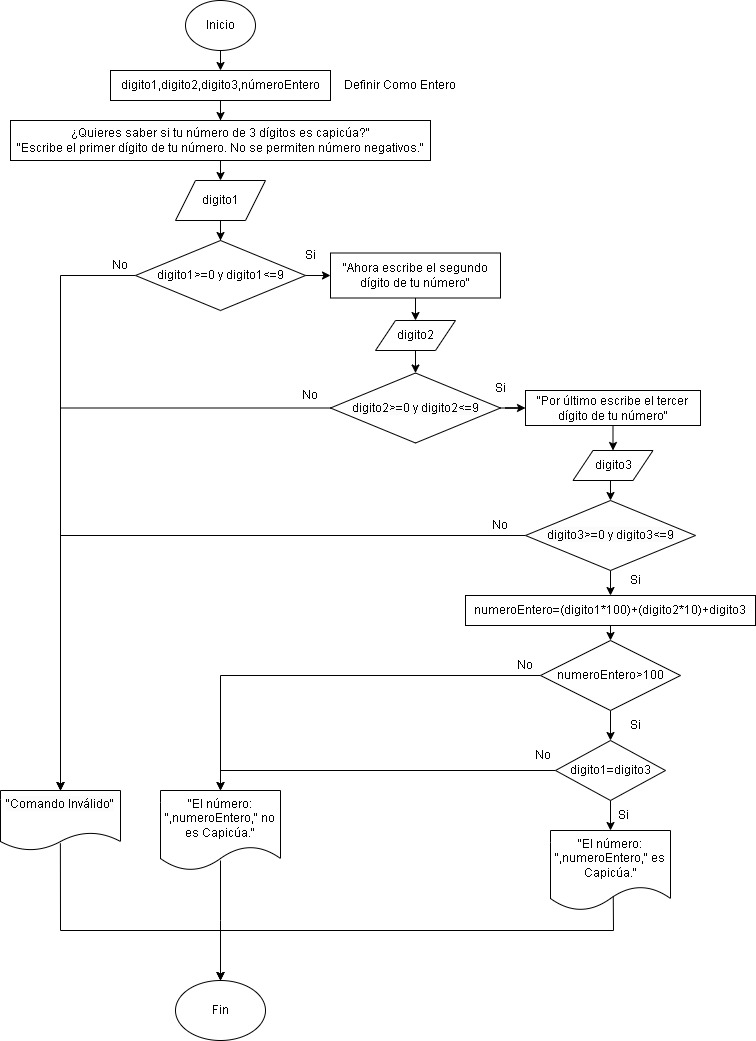 Inicio
digito1,digito2,digito3,númeroEntero
Definir Como Entero
¿Quieres saber si tu número de 3 dígitos es capicúa?"
"Escribe el primer dígito de tu número. No se permiten número negativos."
digito1
No
digito1>=0 y digito1<=9
Si
"Ahora escribe el segundo
dígito de tu número"
digito2
No
digito2>=0 y digito2<=9
Si
"Por último escribe el tercer
dígito de tu número"
digito3
No
digito3>=0 y digito3<=9
Si
numeroEntero=(digito1*100)+(digito2*10)+digito3
No
numeroEntero>100
Si
No
digito1=digito3
Si
"Comando Inválido"
"El número:
",numeroEntero," no
es Capicúa."
"El número:
",numeroEntero," es
Capicúa."
Fin